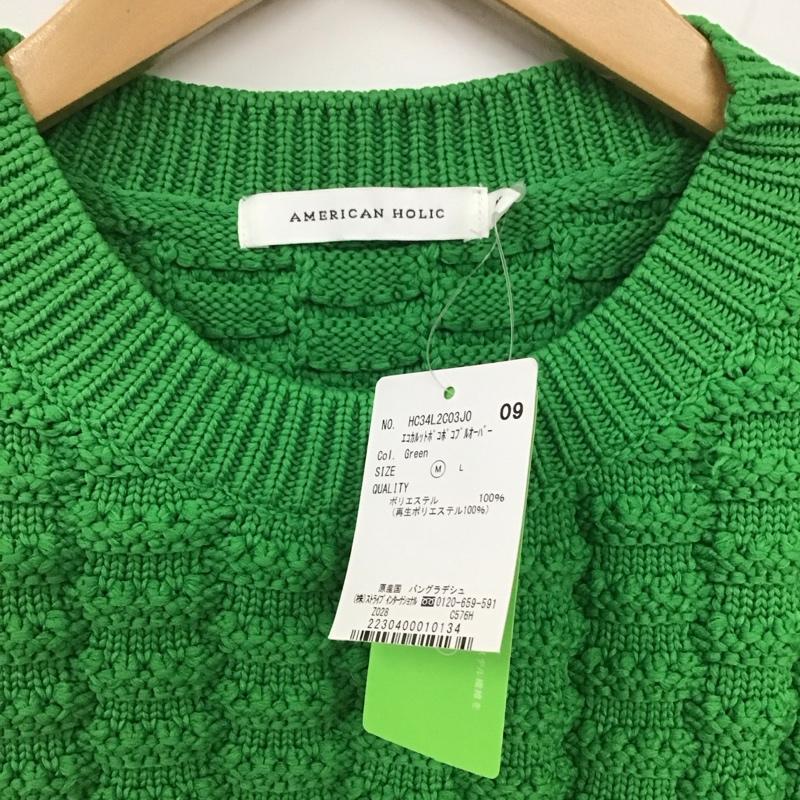 AMERICAN HOLIC
NO. HC34L2C03J0 09
エコカルットポコポコプルオーバー
Col. Green
SIZE M L
QUALITY
ポリエステル 100%
(再生ポリエステル100%)
原産国 バングラデシュ
(株)ストライプインターナショナル 0120-659-591
Z028 C576H
2230400010134